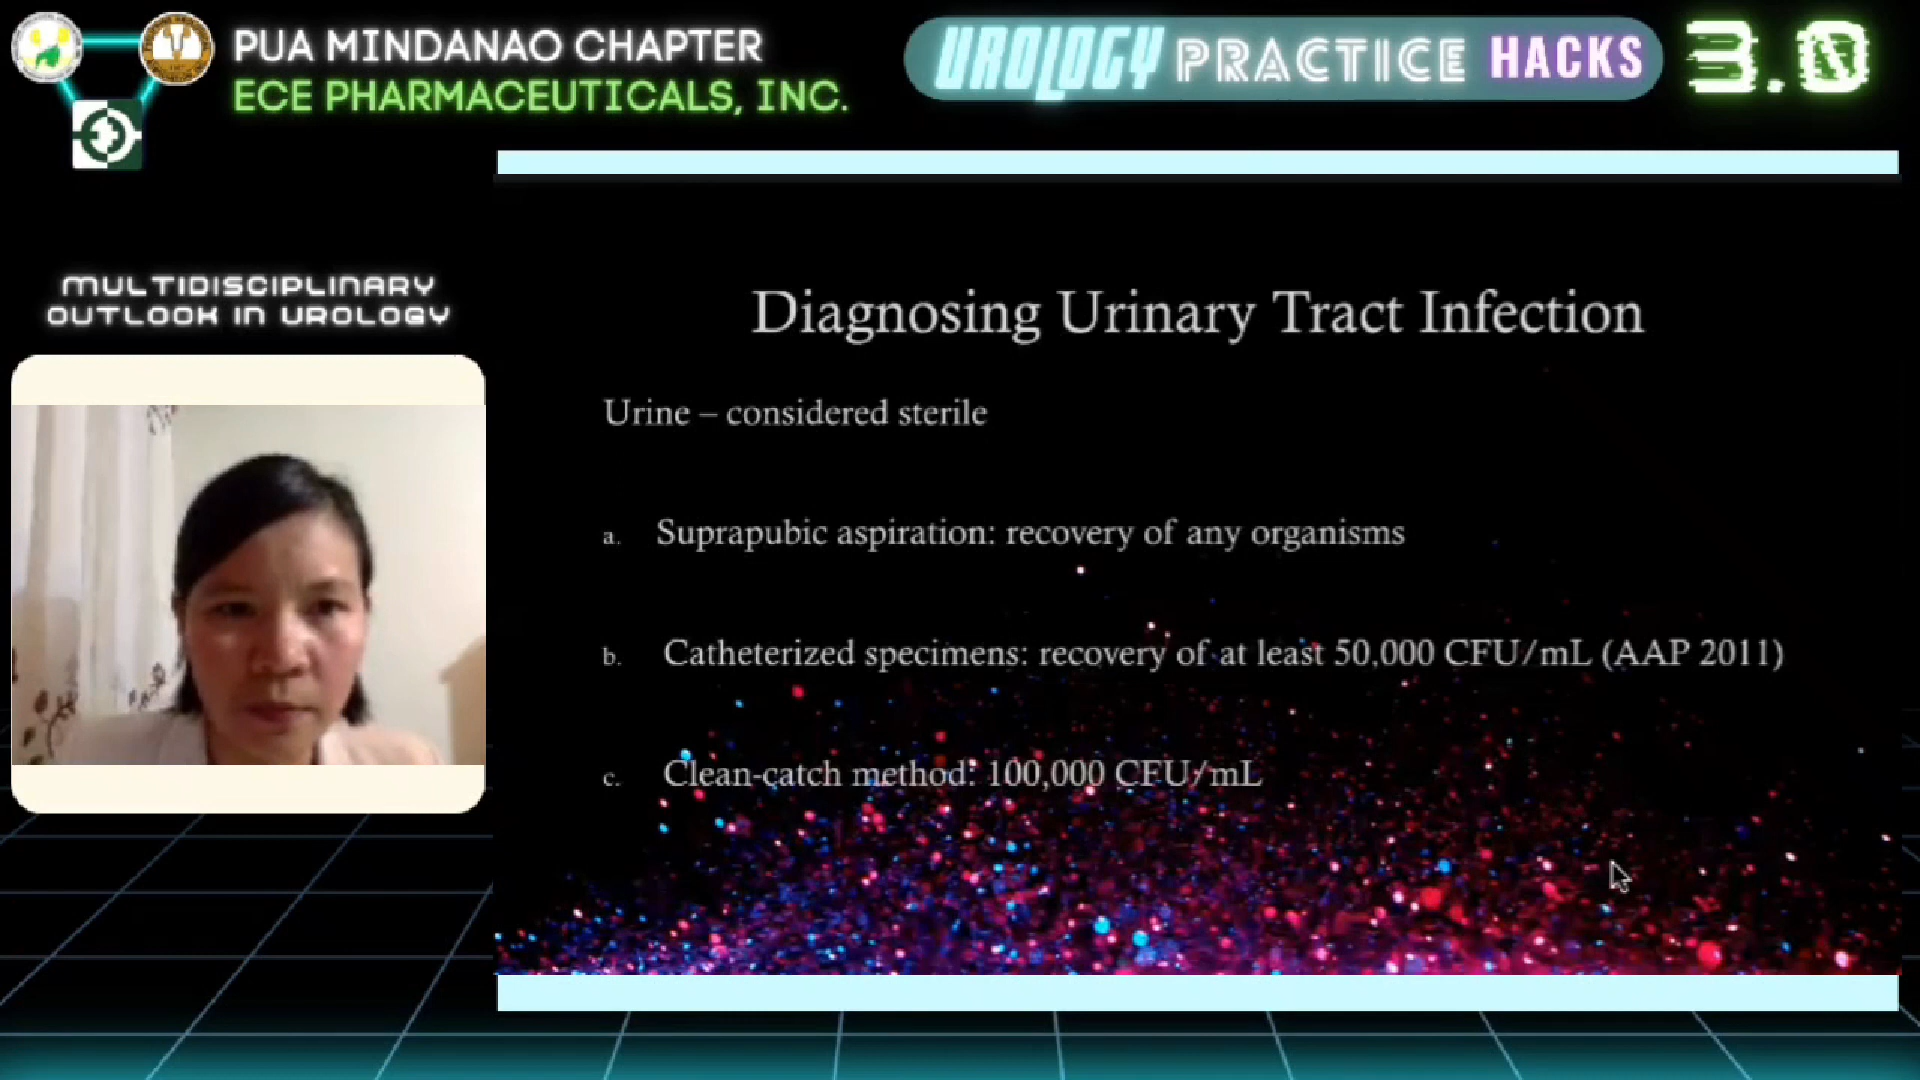 PUA MINDANAO CHAPTER
ECE PHARMACEUTICALS, INC.
UROLOGY PRACTICE HACKS 3.0
MULTIDISCIPLINARY
OUTLOOK IN UROLOGY
Diagnosing Urinary Tract Infection
Urine – considered sterile
a. Suprapubic aspiration: recovery of any organisms
b. Catheterized specimens: recovery of at least 50,000 CFU/mL (AAP 2011)
c. Clean-catch method: 100,000 CFU/mL